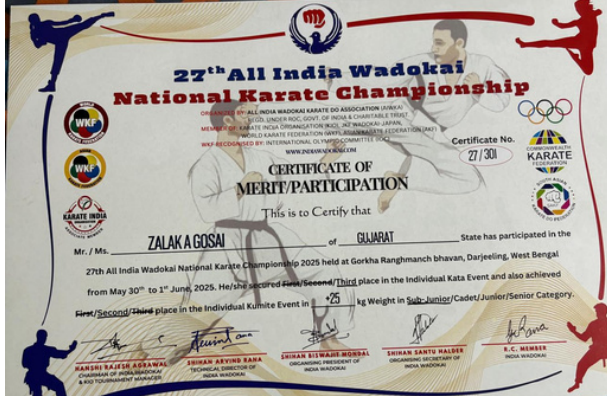 27th All India Wadokai
National Karate Championship
ORGANIZED BY: ALL INDIA WADOKAI KARATE DO ASSOCIATION (AIWKA)
REGD. UNDER ROC, GOVT. OF INDIA & CHARITABLE TRUST,
MEMBER OF: KARATE INDIA ORGANISATION (KIO), JKF WADOKAI-JAPAN,
WORLD KARATE FEDERATION (WKF), ASIAN KARATE FEDERATION (AKF)
WKF RECOGNISED BY: INTERNATIONAL OLYMPIC COMMITTEE (IOC)
WWW.INDIAWADOKAI.COM
Certificate No.
27/301
WKF
WKF
KARATE INDIA
ORGANISATION
COMMONWEALTH
KARATE
FEDERATION
SOUTH ASIAN
KARATE DO FEDERATION
CERTIFICATE OF
MERIT/PARTICIPATION
This is to Certify that
Mr. / Ms. ZALAK A GOSAI of GUJARAT State has participated in the
27th All India Wadokai National Karate Championship 2025 held at Gorkha Ranghmanch bhavan, Darjeeling, West Bengal
from May 30th to 1st June, 2025. He/she secured First/Second/Third place in the Individual Kata Event and also achieved
First/Second/Third place in the Individual Kumite Event in +25 kg Weight in Sub-Junior/Cadet/Junior/Senior Category.
HANSHI RAJESH AGRAWAL
CHAIRMAN OF INDIA WADOKAI
& KIO TOURNAMENT MANAGER
SHIHAN ARVIND RANA
TECHNICAL DIRECTOR OF
INDIA WADOKAI
SHIHAN BISWAJIT MONDAL
ORGANISING PRESIDENT OF
INDIA WADOKAI
SHIHAN SANTU HALDER
ORGANISING SECRETARY OF
INDIA WADOKAI
R.C. MEMBER
INDIA WADOKAI